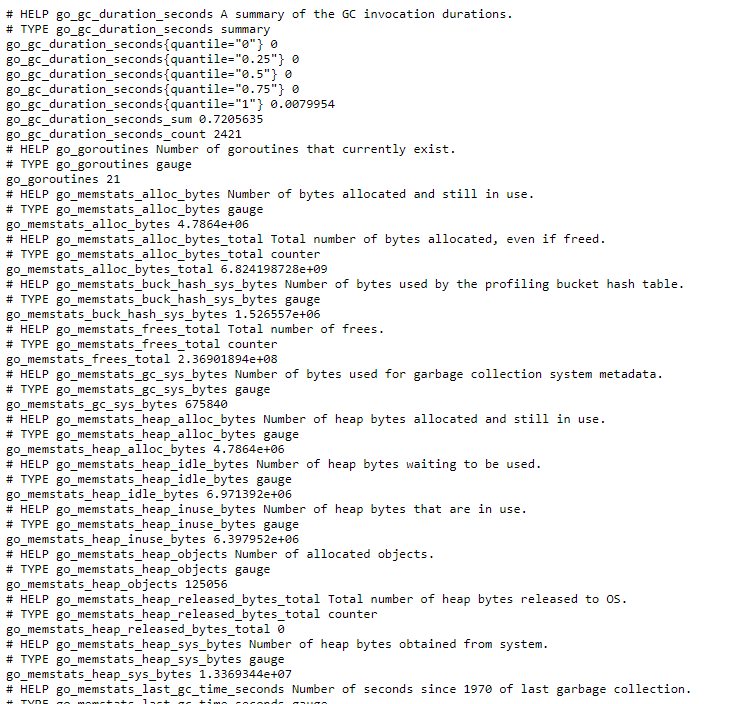 # HELP go_gc_duration_seconds A summary of the GC invocation durations.
# TYPE go_gc_duration_seconds summary
go_gc_duration_seconds{quantile="0"} 0
go_gc_duration_seconds{quantile="0.25"} 0
go_gc_duration_seconds{quantile="0.5"} 0
go_gc_duration_seconds{quantile="0.75"} 0
go_gc_duration_seconds{quantile="1"} 0.0079954
go_gc_duration_seconds_sum 0.7205635
go_gc_duration_seconds_count 2421
# HELP go_goroutines Number of goroutines that currently exist.
# TYPE go_goroutines gauge
go_goroutines 21
# HELP go_memstats_alloc_bytes Number of bytes allocated and still in use.
# TYPE go_memstats_alloc_bytes gauge
go_memstats_alloc_bytes 4.7864e+06
# HELP go_memstats_alloc_bytes_total Total number of bytes allocated, even if freed.
# TYPE go_memstats_alloc_bytes_total counter
go_memstats_alloc_bytes_total 6.824198728e+09
# HELP go_memstats_buck_hash_sys_bytes Number of bytes used by the profiling bucket hash table.
# TYPE go_memstats_buck_hash_sys_bytes gauge
go_memstats_buck_hash_sys_bytes 1.526557e+06
# HELP go_memstats_frees_total Total number of frees.
# TYPE go_memstats_frees_total counter
go_memstats_frees_total 2.36901894e+08
# HELP go_memstats_gc_sys_bytes Number of bytes used for garbage collection system metadata.
# TYPE go_memstats_gc_sys_bytes gauge
go_memstats_gc_sys_bytes 675840
# HELP go_memstats_heap_alloc_bytes Number of heap bytes allocated and still in use.
# TYPE go_memstats_heap_alloc_bytes gauge
go_memstats_heap_alloc_bytes 4.7864e+06
# HELP go_memstats_heap_idle_bytes Number of heap bytes waiting to be used.
# TYPE go_memstats_heap_idle_bytes gauge
go_memstats_heap_idle_bytes 6.971392e+06
# HELP go_memstats_heap_inuse_bytes Number of heap bytes that are in use.
# TYPE go_memstats_heap_inuse_bytes gauge
go_memstats_heap_inuse_bytes 6.397952e+06
# HELP go_memstats_heap_objects Number of allocated objects.
# TYPE go_memstats_heap_objects gauge
go_memstats_heap_objects 125056
# HELP go_memstats_heap_released_bytes_total Total number of heap bytes released to OS.
# TYPE go_memstats_heap_released_bytes_total counter
go_memstats_heap_released_bytes_total 0
# HELP go_memstats_heap_sys_bytes Number of heap bytes obtained from system.
# TYPE go_memstats_heap_sys_bytes gauge
go_memstats_heap_sys_bytes 1.3369344e+07
# HELP go_memstats_last_gc_time_seconds Number of seconds since 1970 of last garbage collection.
# TYPE go_memstats_last_gc_time_seconds gauge